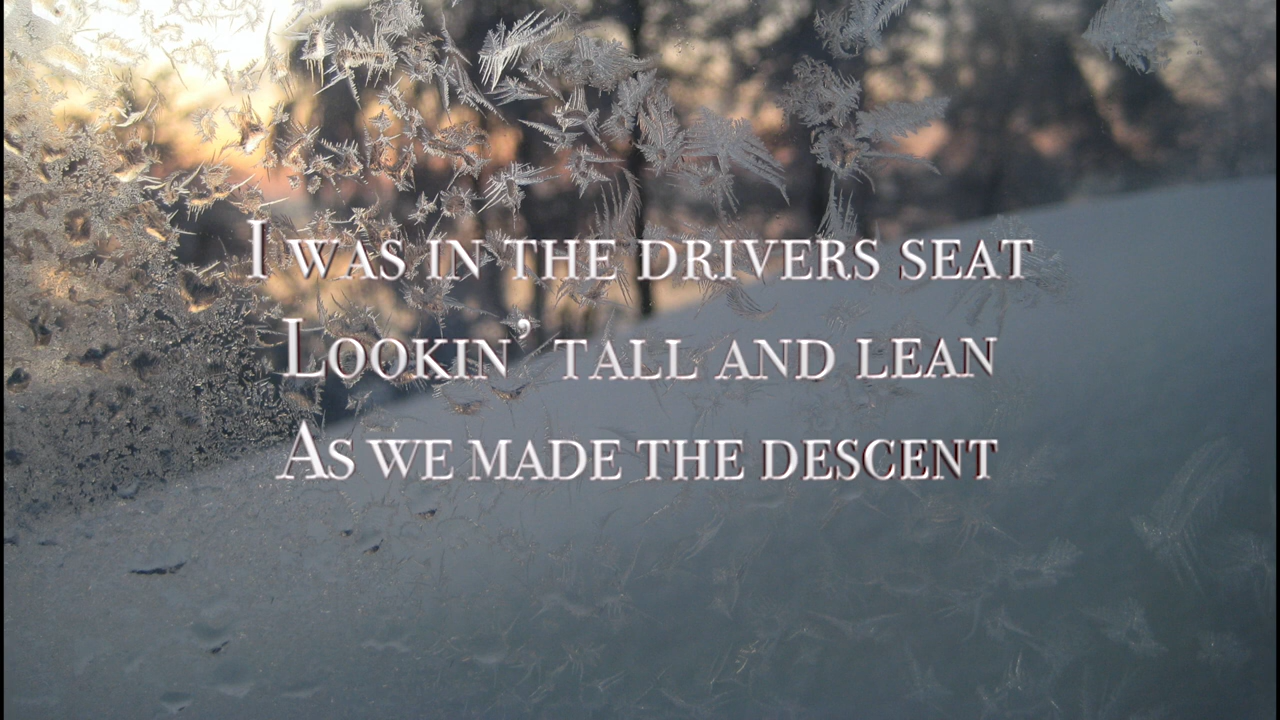 I was in the drivers seat
Lookin' tall and lean
As we made the descent